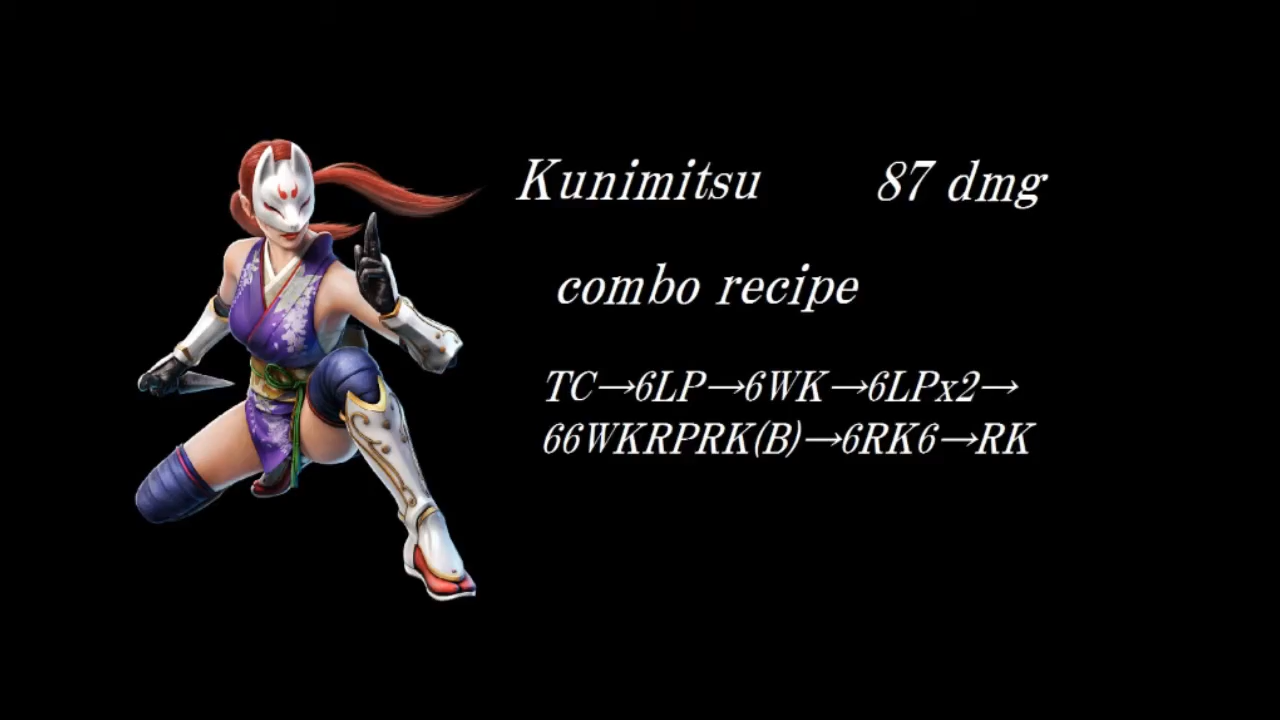 Kunimitsu 87 dmg
combo recipe
TC→6LP→6WK→6LPx2→
66WKRPRK(B)→6RK6→RK